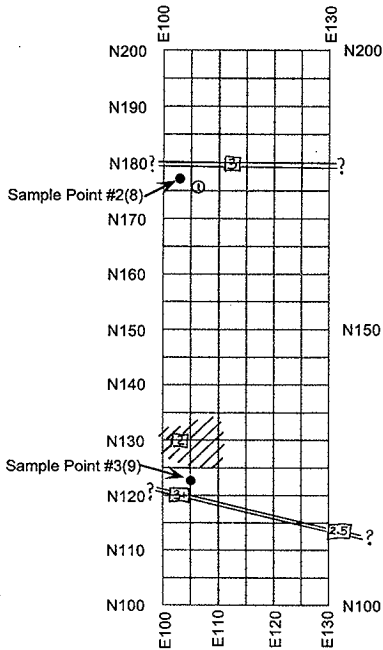 E100 E130
N200 N200
N190
N180 ? 3 ?
Sample Point #2(8) 1
N170
N160
N150 N150
N140
N130 2
Sample Point #3(9)
N120 ? 3+
2.5 ?
N110
N100 N100
E100 E110 E120 E130